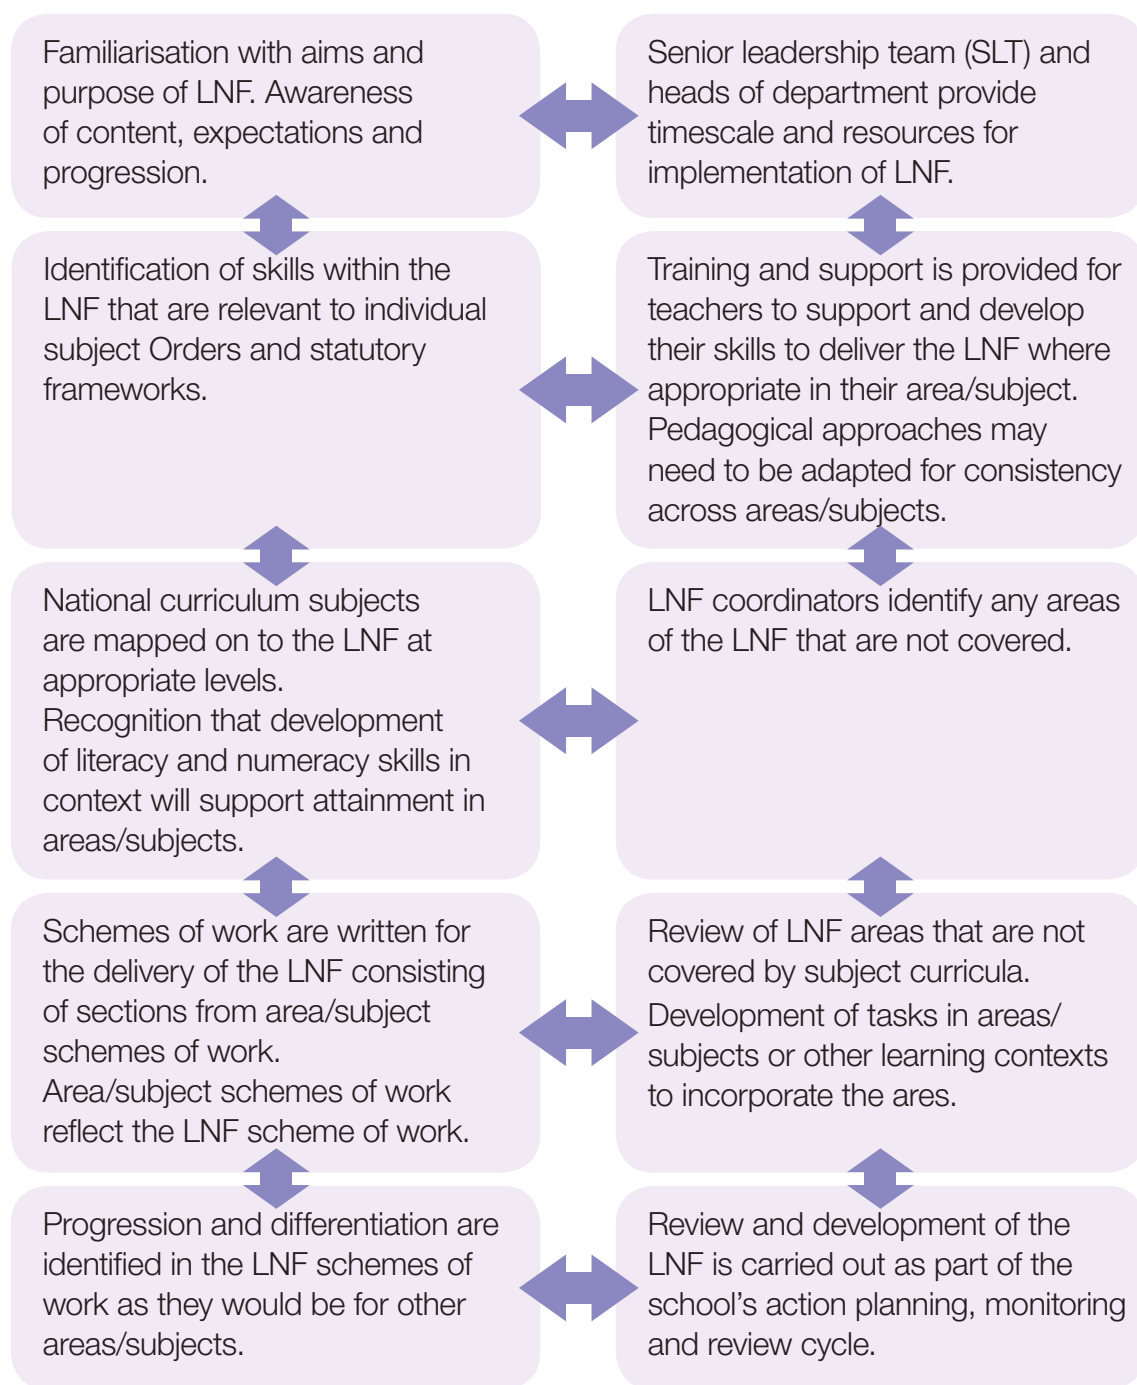 Familiarisation with aims and
purpose of LNF. Awareness
of content, expectations and
progression.
Senior leadership team (SLT) and
heads of department provide
timescale and resources for
implementation of LNF.
Identification of skills within the
LNF that are relevant to individual
subject Orders and statutory
frameworks.
Training and support is provided for
teachers to support and develop
their skills to deliver the LNF where
appropriate in their area/subject.
Pedagogical approaches may
need to be adapted for consistency
across areas/subjects.
National curriculum subjects
are mapped on to the LNF at
appropriate levels.
Recognition that development
of literacy and numeracy skills in
context will support attainment in
areas/subjects.
LNF coordinators identify any areas
of the LNF that are not covered.
Schemes of work are written for
the delivery of the LNF consisting
of sections from area/subject
schemes of work.
Area/subject schemes of work
reflect the LNF scheme of work.
Review of LNF areas that are not
covered by subject curricula.
Development of tasks in areas/
subjects or other learning contexts
to incorporate the ares.
Progression and differentiation are
identified in the LNF schemes of
work as they would be for other
areas/subjects.
Review and development of the
LNF is carried out as part of the
school's action planning, monitoring
and review cycle.